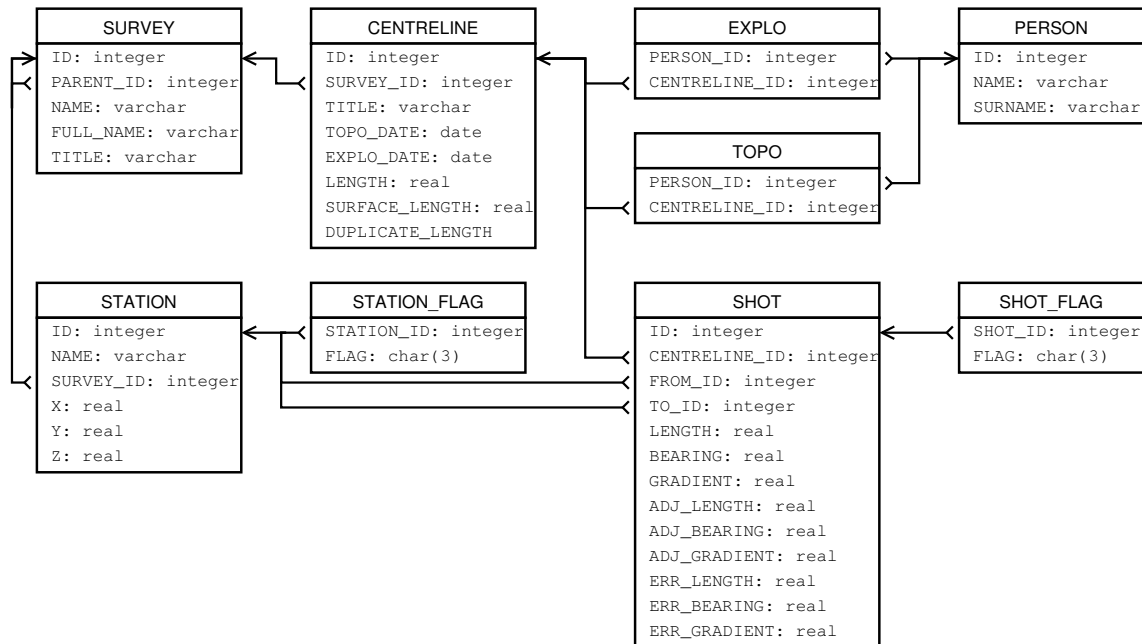 SURVEY
ID: integer
PARENT_ID: integer
NAME: varchar
FULL_NAME: varchar
TITLE: varchar
CENTRELINE
ID: integer
SURVEY_ID: integer
TITLE: varchar
TOPO_DATE: date
EXPLO_DATE: date
LENGTH: real
SURFACE_LENGTH: real
DUPLICATE_LENGTH
EXPLO
PERSON_ID: integer
CENTRELINE_ID: integer
PERSON
ID: integer
NAME: varchar
SURNAME: varchar
TOPO
PERSON_ID: integer
CENTRELINE_ID: integer
STATION
ID: integer
NAME: varchar
SURVEY_ID: integer
X: real
Y: real
Z: real
STATION_FLAG
STATION_ID: integer
FLAG: char(3)
SHOT
ID: integer
CENTRELINE_ID: integer
FROM_ID: integer
TO_ID: integer
LENGTH: real
BEARING: real
GRADIENT: real
ADJ_LENGTH: real
ADJ_BEARING: real
ADJ_GRADIENT: real
ERR_LENGTH: real
ERR_BEARING: real
ERR_GRADIENT: real
SHOT_FLAG
SHOT_ID: integer
FLAG: char(3)